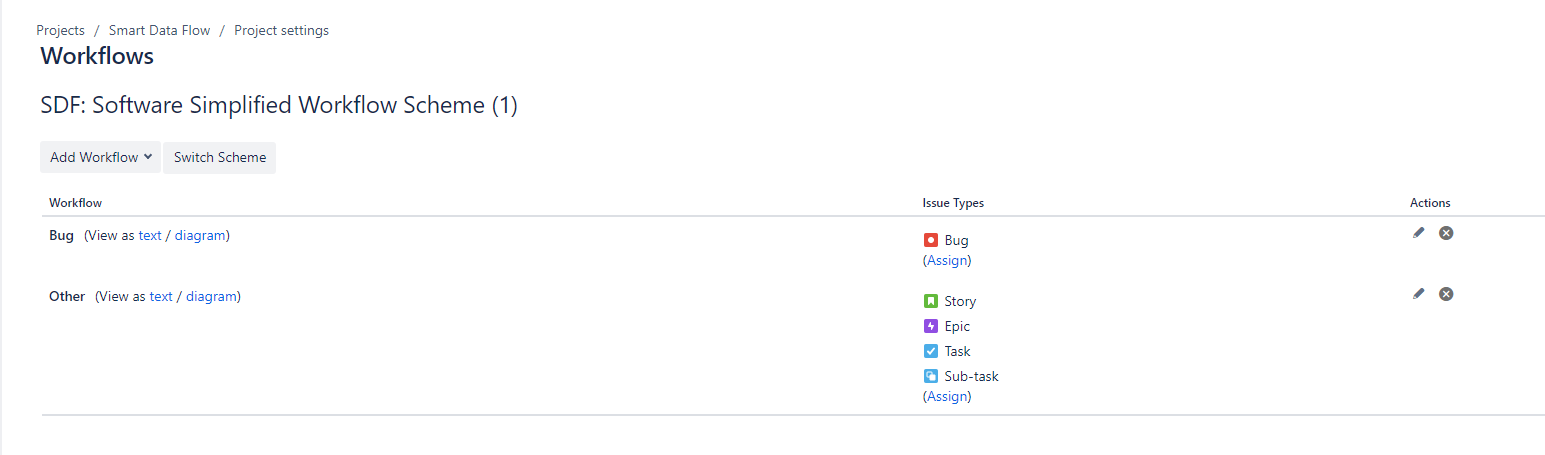 Projects / Smart Data Flow / Project settings
Workflows
SDF: Software Simplified Workflow Scheme (1)
Add Workflow Switch Scheme
Workflow Issue Types Actions
Bug (View as text / diagram) Bug
(Assign)
Other (View as text / diagram) Story
Epic
Task
Sub-task
(Assign)